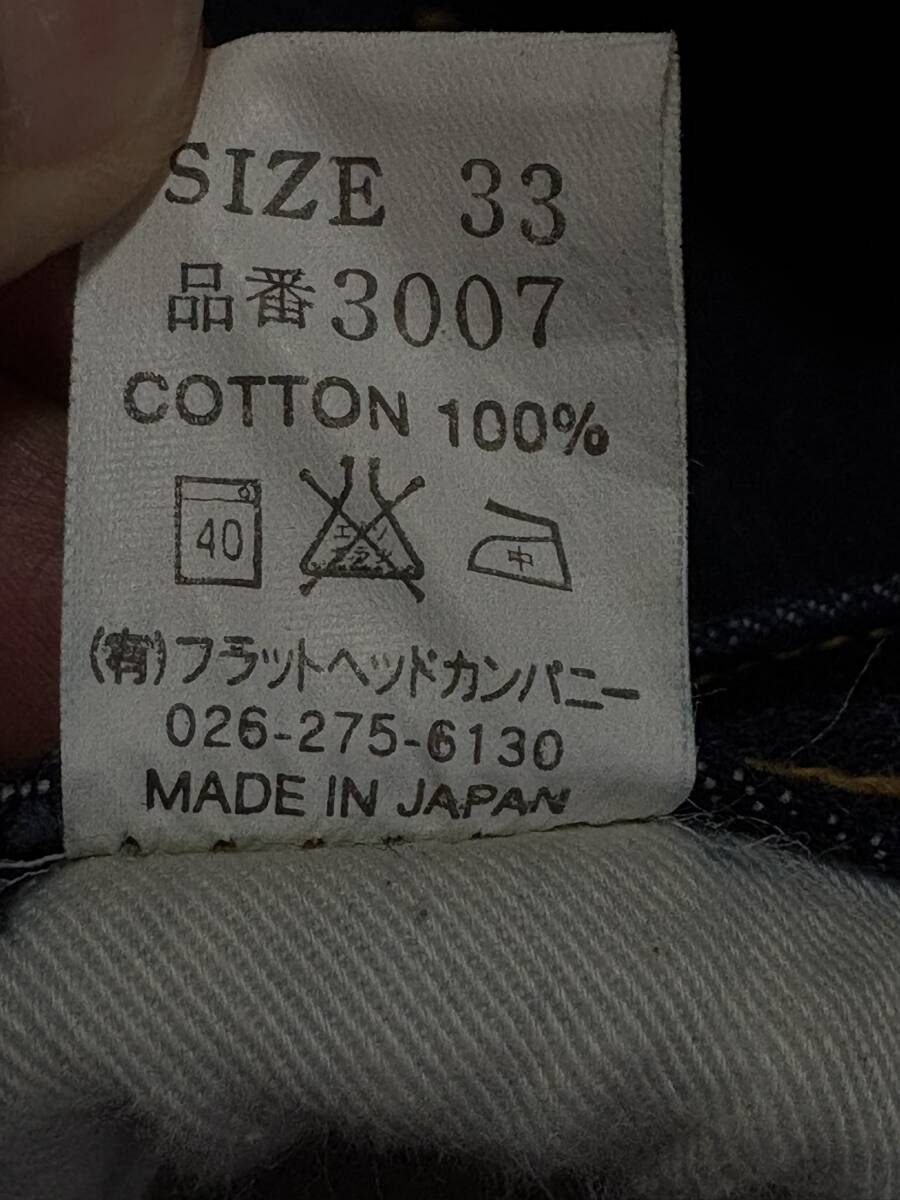 SIZE 33
品番3007
COTTON 100%
40 中
(有)フラットヘッドカンパニー
026-275-6130
MADE IN JAPAN